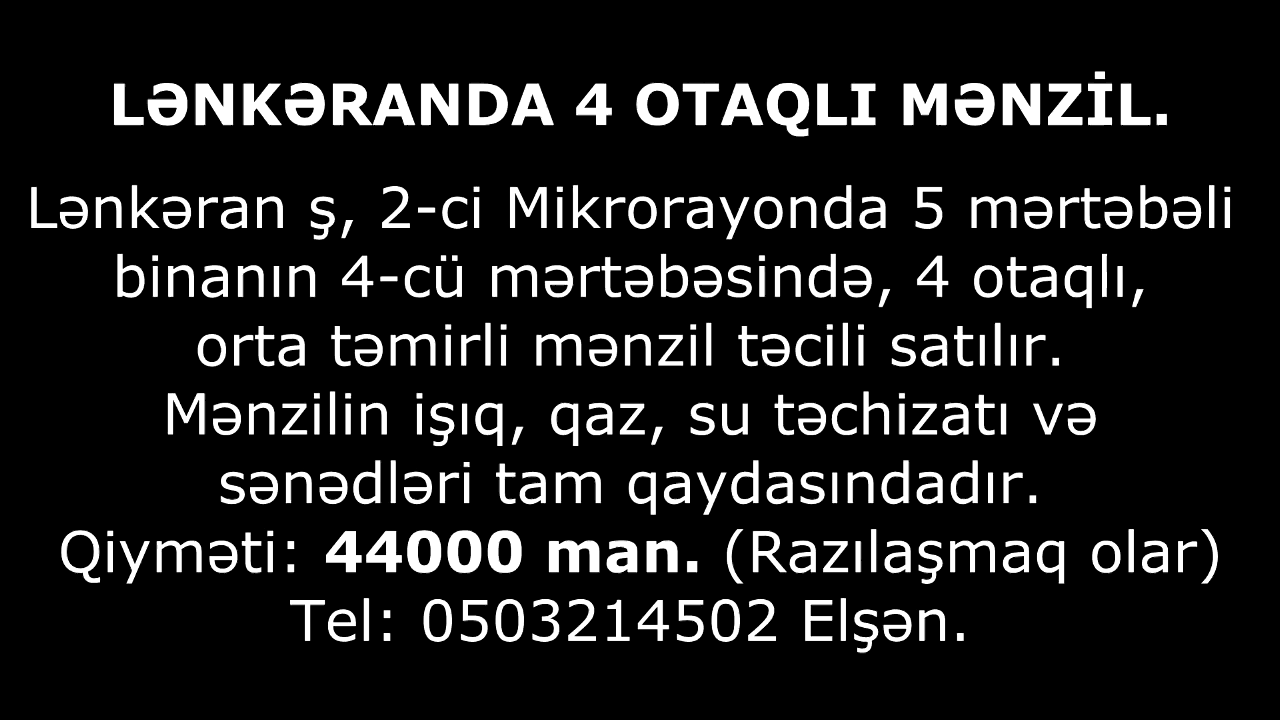 LƏNKƏRANDA 4 OTAQLI MƏNZİL.
Lənkəran ş, 2-ci Mikrorayonda 5 mərtəbəli
binanın 4-cü mərtəbəsində, 4 otaqlı,
orta təmirli mənzil təcili satılır.
Mənzilin işıq, qaz, su təchizatı və
sənədləri tam qaydasındadır.
Qiyməti: 44000 man. (Razılaşmaq olar)
Tel: 0503214502 Elşən.